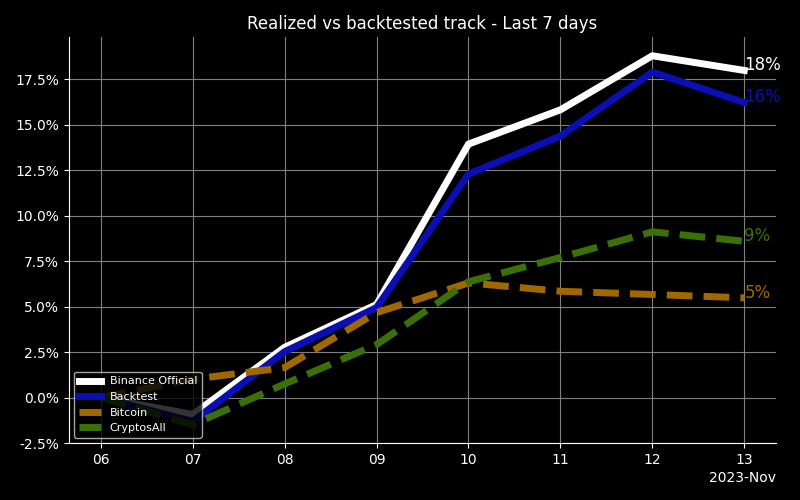 Realized vs backtested track - Last 7 days
17.5%
15.0%
12.5%
10.0%
7.5%
5.0%
2.5%
0.0%
-2.5%
18%
16%
9%
5%
Binance Official
Backtest
Bitcoin
CryptosAll
06 07 08 09 10 11 12 13
2023-Nov